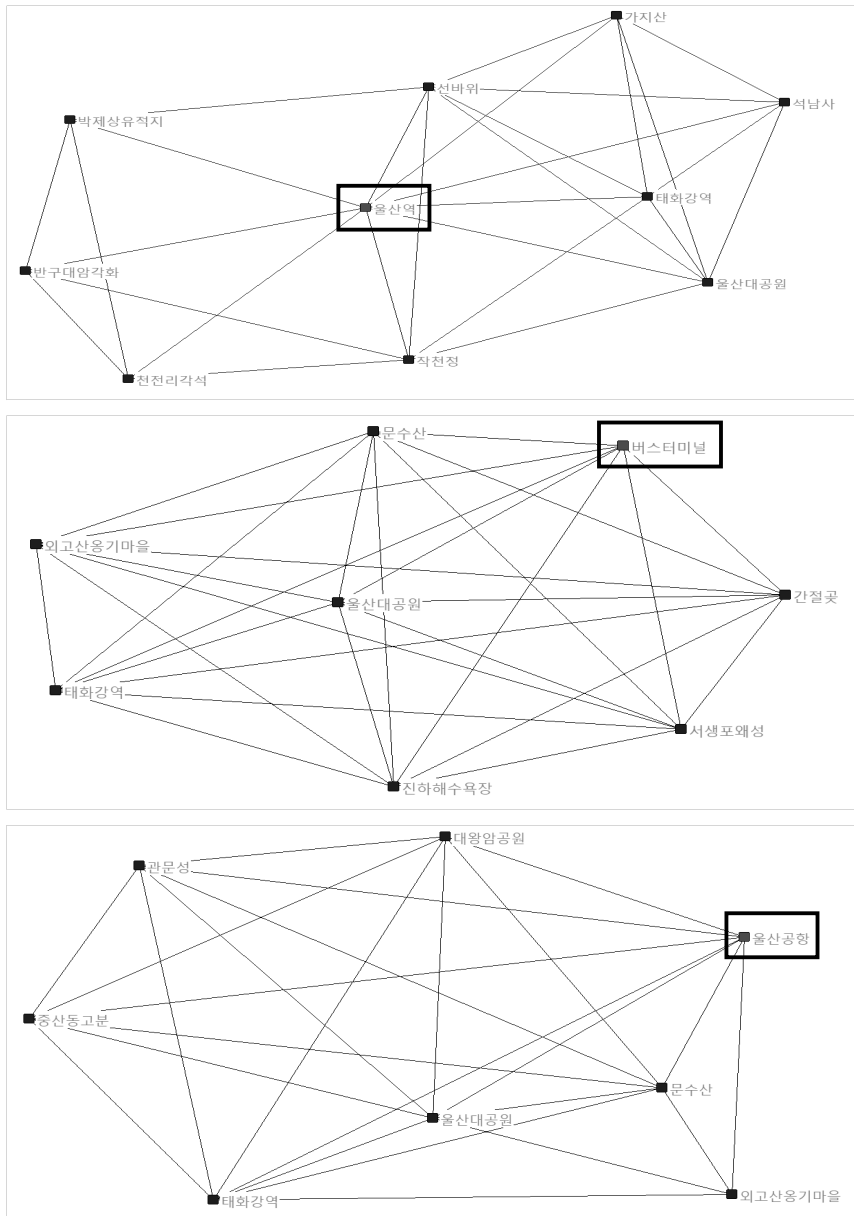 가지산
선바위
석남사
박제상유적지
태화강역
울산역
반구대암각화
울산대공원
작천정
천전리각석
문수산
버스터미널
외고산옹기마을
간절곶
울산대공원
태화강역
서생포왜성
진하해수욕장
대왕암공원
관문성
울산공항
중산동고분
문수산
울산대공원
외고산옹기마을
태화강역